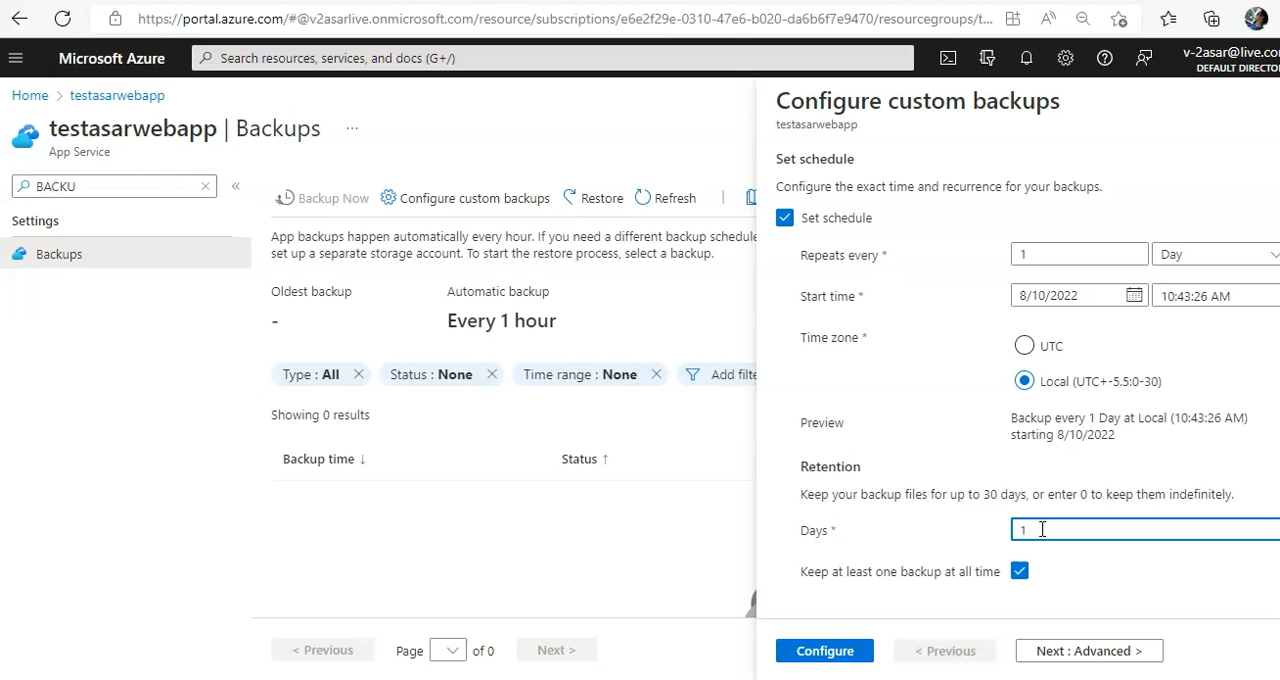 https://portal.azure.com/#@v2asarlive.onmicrosoft.com/resource/subscriptions/e6e2f29e-0310-47e6-b020-da6b6f7e9470/resourcegroups/t...
Microsoft Azure
Search resources, services, and docs (G+/)
v-2asar@live.co
DEFAULT DIRECTO
Home > testasarwebapp
testasarwebapp | Backups ...
App Service
BACKU
Settings
Backups
Backup Now
Configure custom backups
Restore
Refresh
App backups happen automatically every hour. If you need a different backup schedule
set up a separate storage account. To start the restore process, select a backup.
Oldest backup
Automatic backup
-
Every 1 hour
Type : All
Status : None
Time range : None
Add filte
Showing 0 results
Backup time ↓
Status ↑
< Previous
Page
of 0
Next >
Configure custom backups
testasarwebapp
Set schedule
Configure the exact time and recurrence for your backups.
Set schedule
Repeats every *
1
Day
Start time *
8/10/2022
10:43:26 AM
Time zone *
UTC
Local (UTC+-5.5:0-30)
Preview
Backup every 1 Day at Local (10:43:26 AM)
starting 8/10/2022
Retention
Keep your backup files for up to 30 days, or enter 0 to keep them indefinitely.
Days *
1
Keep at least one backup at all time
Configure
< Previous
Next : Advanced >